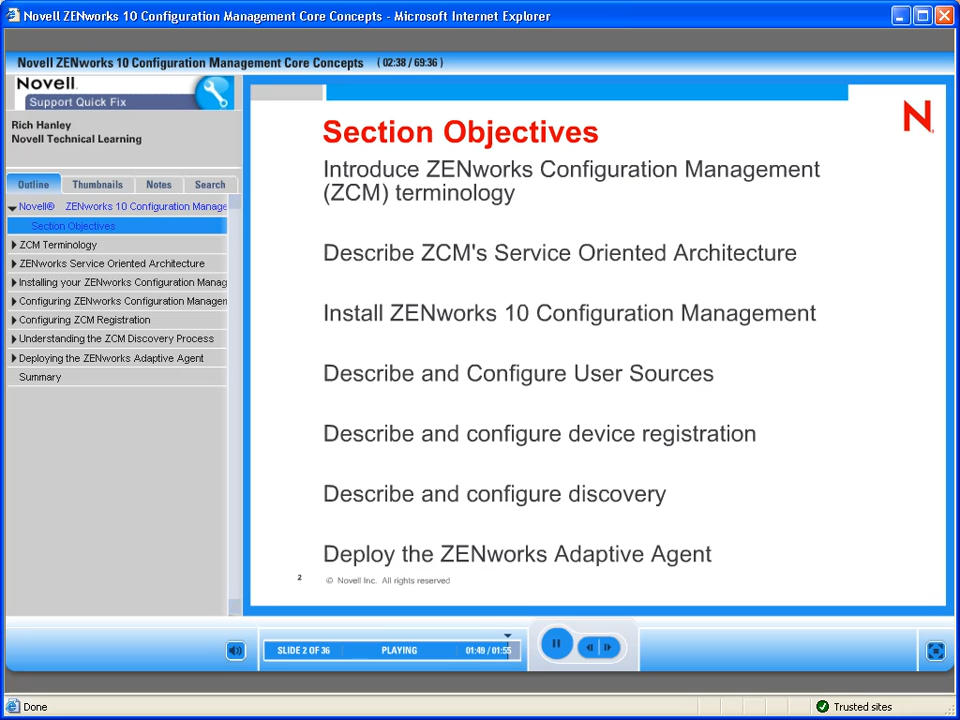 Novell ZENworks 10 Configuration Management Core Concepts - Microsoft Internet Explorer
Novell ZENworks 10 Configuration Management Core Concepts ( 02:38 / 69:36 )
Novell.
Support Quick Fix
Rich Hanley
Novell Technical Learning
Outline Thumbnails Notes Search
Novell® ZENworks 10 Configuration Manage
Section Objectives
ZCM Terminology
ZENworks Service Oriented Architecture
Installing your ZENworks Configuration Manag
Configuring ZENworks Configuration Managen
Configuring ZCM Registration
Understanding the ZCM Discovery Process
Deploying the ZENworks Adaptive Agent
Summary
N
Section Objectives
Introduce ZENworks Configuration Management
(ZCM) terminology
Describe ZCM's Service Oriented Architecture
Install ZENworks 10 Configuration Management
Describe and Configure User Sources
Describe and configure device registration
Describe and configure discovery
Deploy the ZENworks Adaptive Agent
2 © Novell Inc. All rights reserved
SLIDE 2 OF 36 PLAYING 01:49 / 01:55
Done Trusted sites